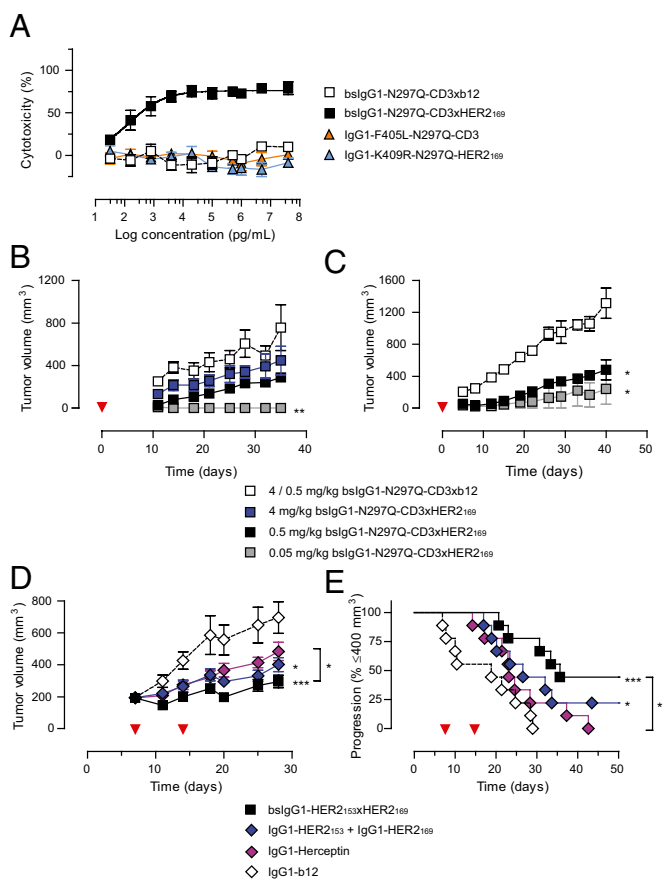 A
Cytotoxicity (%)
100
75
50
25
0
1 2 3 4 5 6 7 8
Log concentration (pg/mL)
bsIgG1-N297Q-CD3xb12
bsIgG1-N297Q-CD3xHER2169
IgG1-F405L-N297Q-CD3
IgG1-K409R-N297Q-HER2169
B
Tumor volume (mm3)
1200
800
400
0
**
0 10 20 30 40
Time (days)
C
Tumor volume (mm3)
1600
1200
800
400
0
*
*
0 10 20 30 40
Time (days)
4 / 0.5 mg/kg bsIgG1-N297Q-CD3xb12
4 mg/kg bsIgG1-N297Q-CD3xHER2169
0.5 mg/kg bsIgG1-N297Q-CD3xHER2169
0.05 mg/kg bsIgG1-N297Q-CD3xHER2169
D
Tumor volume (mm3)
800
600
400
200
*
***
*
0 10 20 30
Time (days)
E
Progression (% ≤400 mm3)
100
75
50
25
0
***
*
*
0 10 20 30 40 50
Time (days)
bsIgG1-HER2153xHER2169
IgG1-HER2153 + IgG1-HER2169
IgG1-Herceptin
IgG1-b12